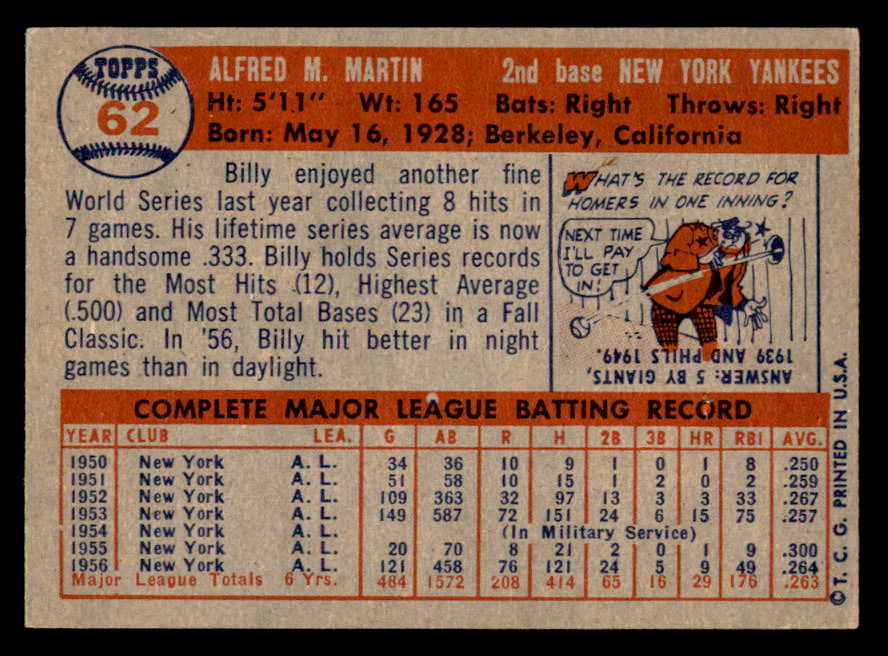 TOPPS
62
ALFRED M. MARTIN 2nd base NEW YORK YANKEES
Ht: 5'11" Wt: 165 Bats: Right Throws: Right
Born: May 16, 1928; Berkeley, California
Billy enjoyed another fine
World Series last year collecting 8 hits in
7 games. His lifetime series average is now
a handsome .333. Billy holds Series records
for the Most Hits (12), Highest Average
(.500) and Most Total Bases (23) in a Fall
Classic. In '56, Billy hit better in night
games than in daylight.
WHAT'S THE RECORD FOR
HOMERS IN ONE INNING?
NEXT TIME
I'LL PAY
TO GET
IN!
ANSWER: 5 BY GIANTS,
1939 AND PHILS 1949.
COMPLETE MAJOR LEAGUE BATTING RECORD
YEAR CLUB LEA. G AB R H 2B 3B HR RBI AVG.
1950 New York A. L. 34 36 10 9 1 0 1 8 .250
1951 New York A. L. 51 58 10 15 1 2 0 2 .259
1952 New York A. L. 109 363 32 97 13 3 3 33 .267
1953 New York A. L. 149 587 72 151 24 6 15 75 .257
1954 New York A. L. (In Military Service)
1955 New York A. L. 20 70 8 21 2 0 1 9 .300
1956 New York A. L. 121 458 76 121 24 5 9 49 .264
Major League Totals 6 Yrs. 484 1572 208 414 65 16 29 176 .263
©T. C. G. PRINTED IN U.S.A.